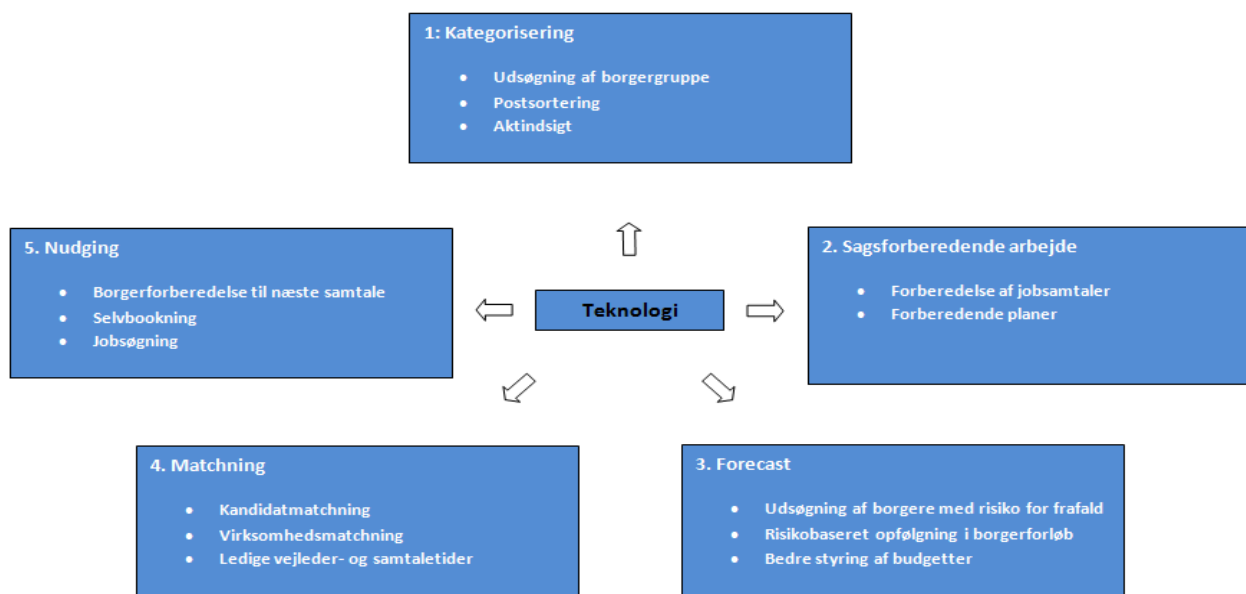 1: Kategorisering
• Udsøgning af borgergruppe
• Postsortering
• Aktindsigt
5. Nudging
• Borgerforberedelse til næste samtale
• Selvbookning
• Jobsøgning
Teknologi
2. Sagsforberedende arbejde
• Forberedelse af jobsamtaler
• Forberedende planer
4. Matchning
• Kandidatmatchning
• Virksomhedsmatchning
• Ledige vejleder- og samtaletider
3. Forecast
• Udsøgning af borgere med risiko for frafald
• Risikobaseret opfølgning i borgerforløb
• Bedre styring af budgetter